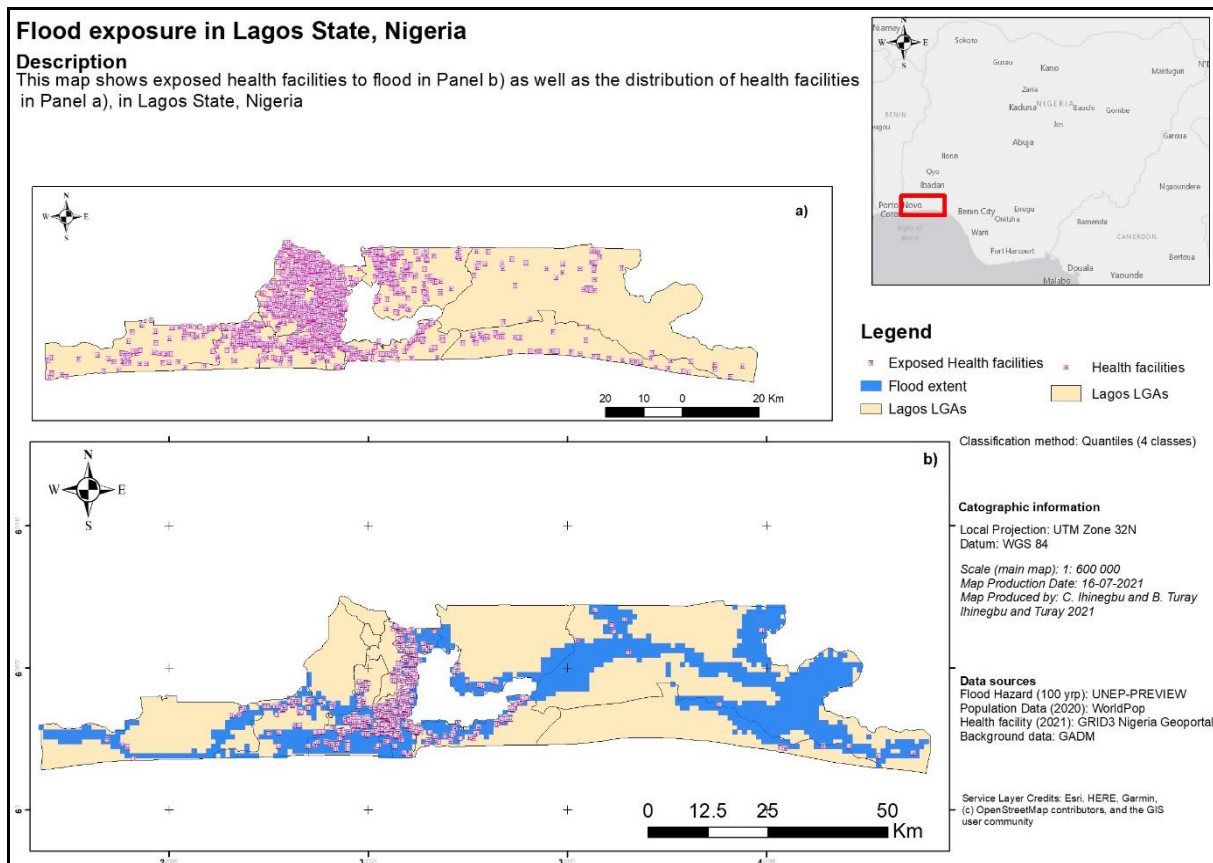 Flood exposure in Lagos State, Nigeria
Description
This map shows exposed health facilities to flood in Panel b) as well as the distribution of health facilities
in Panel a), in Lagos State, Nigeria
N
W E
S
a)
20 10 0 20 Km
Niamey
N
W E
S
Sokoto
Gusau
Kano
Maiduguri
Zaria
Kaduna
NIGERIA
Bauchi
Gombe
BENIN
Jos
Garoua
Abuja
Ilorin
Oyo
Ibadan
Ngaoundere
Porto Novo
Benin City
Enugu
Onitsha
Bamenda
Warri
CAMEROON
Port Harcourt
Bertoua
Douala
Malabo
Yaounde
Legend
Exposed Health facilities
Health facilities
Flood extent
Lagos LGAs
Lagos LGAs
Classification method: Quantiles (4 classes)
Catographic information
Local Projection: UTM Zone 32N
Datum: WGS 84
Scale (main map): 1: 600 000
Map Production Date: 16-07-2021
Map Produced by: C. Ihinegbu and B. Turay
Ihinegbu and Turay 2021
Data sources
Flood Hazard (100 yrp): UNEP-PREVIEW
Population Data (2020): WorldPop
Health facility (2021): GRID3 Nigeria Geoportal
Background data: GADM
Service Layer Credits: Esri, HERE, Garmin,
(c) OpenStreetMap contributors, and the GIS
user community
N
W E
S
b)
0 12.5 25 50
Km